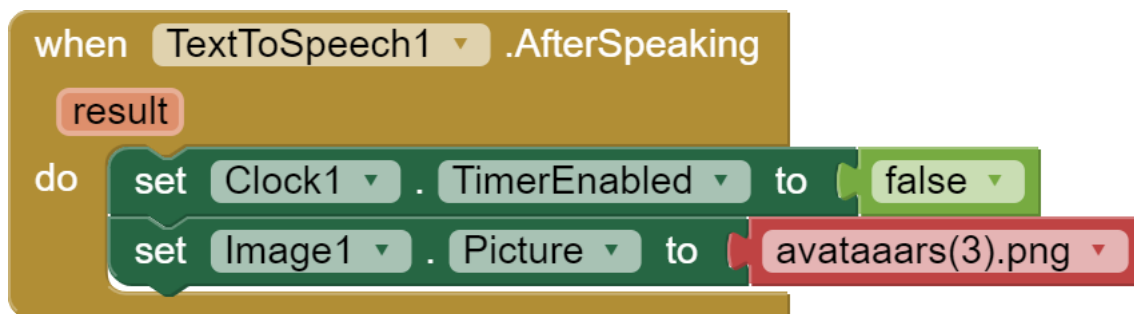 when TextToSpeech1 .AfterSpeaking
result
do set Clock1 . TimerEnabled to false
set Image1 . Picture to avataaars(3).png